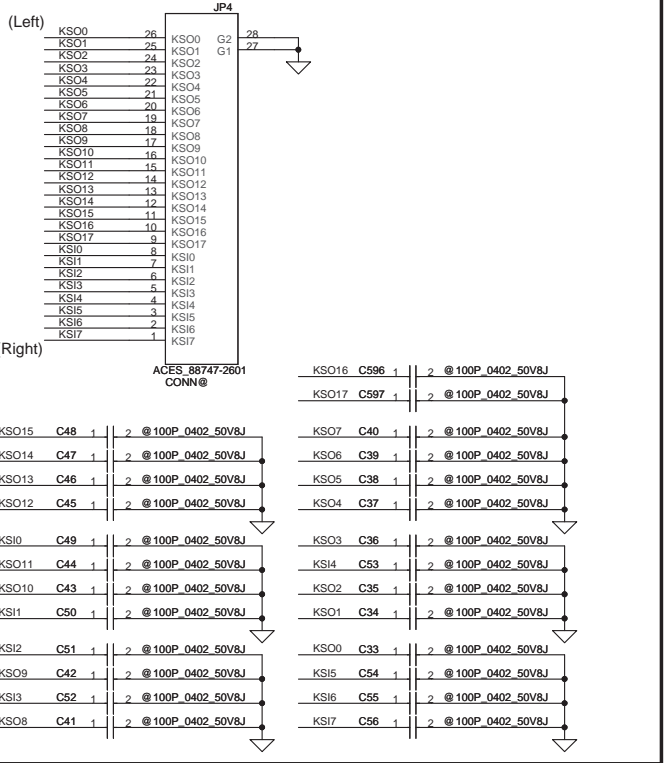 JP4
(Left)
KSO0 26 KSO0 G2 28
KSO1 25 KSO1 G1 27
KSO2 24 KSO2
KSO3 23 KSO3
KSO4 22 KSO4
KSO5 21 KSO5
KSO6 20 KSO6
KSO7 19 KSO7
KSO8 18 KSO8
KSO9 17 KSO9
KSO10 16 KSO10
KSO11 15 KSO11
KSO12 14 KSO12
KSO13 13 KSO13
KSO14 12 KSO14
KSO15 11 KSO15
KSO16 10 KSO16
KSO17 9 KSO17
KSI0 8 KSI0
KSI1 7 KSI1
KSI2 6 KSI2
KSI3 5 KSI3
KSI4 4 KSI4
KSI5 3 KSI5
KSI6 2 KSI6
KSI7 1 KSI7
Right)
ACES_88747-2601
CONN@
KSO16 C596 1 2 @100P_0402_50V8J
KSO17 C597 1 2 @100P_0402_50V8J
KSO15 C48 1 2 @100P_0402_50V8J
KSO14 C47 1 2 @100P_0402_50V8J
KSO13 C46 1 2 @100P_0402_50V8J
KSO12 C45 1 2 @100P_0402_50V8J
KSI0 C49 1 2 @100P_0402_50V8J
KSO11 C44 1 2 @100P_0402_50V8J
KSO10 C43 1 2 @100P_0402_50V8J
KSI1 C50 1 2 @100P_0402_50V8J
KSI2 C51 1 2 @100P_0402_50V8J
KSO9 C42 1 2 @100P_0402_50V8J
KSI3 C52 1 2 @100P_0402_50V8J
KSO8 C41 1 2 @100P_0402_50V8J
KSO7 C40 1 2 @100P_0402_50V8J
KSO6 C39 1 2 @100P_0402_50V8J
KSO5 C38 1 2 @100P_0402_50V8J
KSO4 C37 1 2 @100P_0402_50V8J
KSO3 C36 1 2 @100P_0402_50V8J
KSI4 C53 1 2 @100P_0402_50V8J
KSO2 C35 1 2 @100P_0402_50V8J
KSO1 C34 1 2 @100P_0402_50V8J
KSO0 C33 1 2 @100P_0402_50V8J
KSI5 C54 1 2 @100P_0402_50V8J
KSI6 C55 1 2 @100P_0402_50V8J
KSI7 C56 1 2 @100P_0402_50V8J